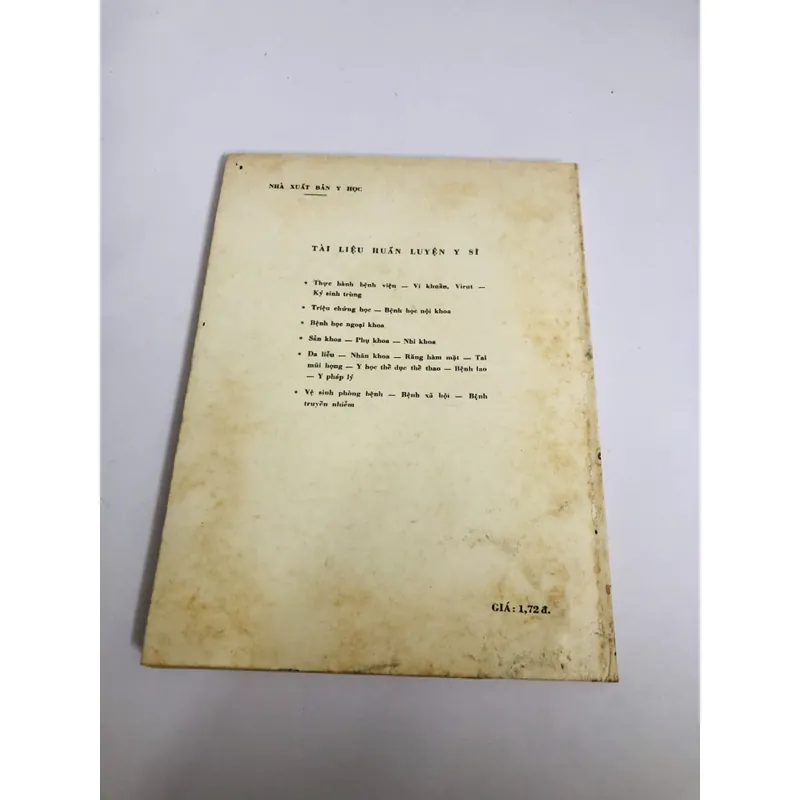 NHÀ XUẤT BẢN Y HỌC
TÀI LIỆU HUẤN LUYỆN Y SĨ
* Thực hành bệnh viện — Vi khuẩn, Virut —
Ký sinh trùng
* Triệu chứng học — Bệnh học nội khoa
* Bệnh học ngoại khoa
* Sản khoa — Phụ khoa — Nhi khoa
* Da liễu — Nhãn khoa — Răng hàm mặt — Tai
mũi họng — Y học thể dục thể thao — Bệnh lao
— Y pháp lý
* Vệ sinh phòng bệnh — Bệnh xã hội — Bệnh
truyền nhiễm
GIÁ : 1,72 đ.